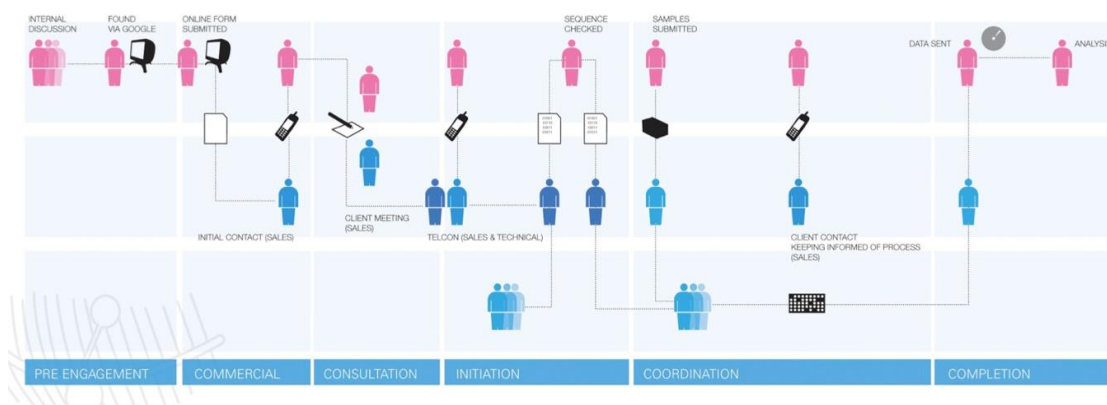 INTERNAL
DISCUSSION
FOUND
VIA GOOGLE
ONLINE FORM
SUBMITTED
SEQUENCE
CHECKED
SAMPLES
SUBMITTED
DATA SENT
ANALYSI
INITIAL CONTACT (SALES)
CLIENT MEETING
(SALES)
TELCON (SALES & TECHNICAL)
CLIENT CONTACT
KEEPING INFORMED OF PROCESS
(SALES)
PRE ENGAGEMENT
COMMERCIAL
CONSULTATION
INITIATION
COORDINATION
COMPLETION